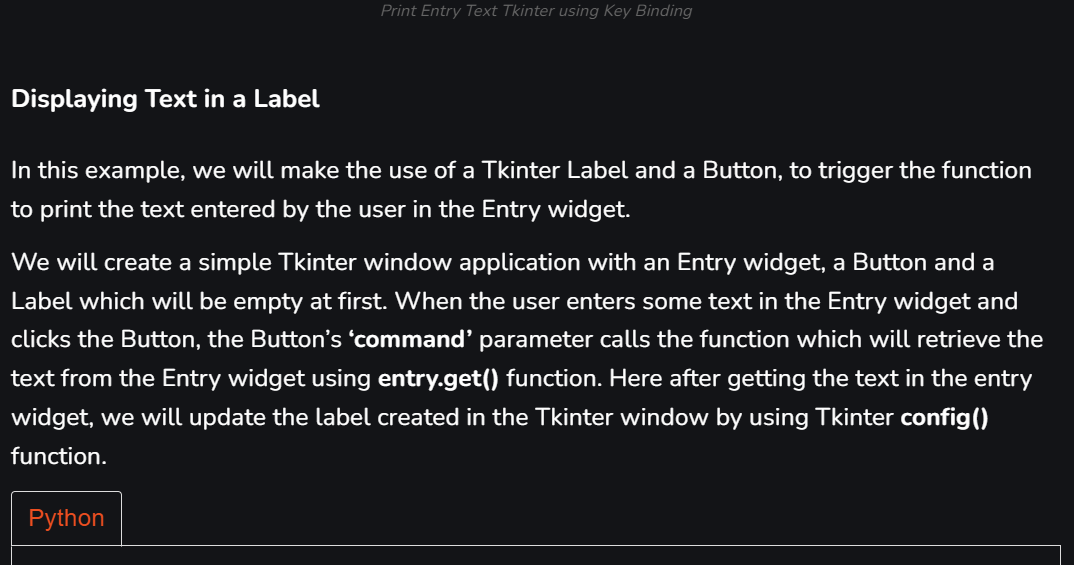 Print Entry Text Tkinter using Key Binding
Displaying Text in a Label
In this example, we will make the use of a Tkinter Label and a Button, to trigger the function
to print the text entered by the user in the Entry widget.
We will create a simple Tkinter window application with an Entry widget, a Button and a
Label which will be empty at first. When the user enters some text in the Entry widget and
clicks the Button, the Button’s ‘command’ parameter calls the function which will retrieve the
text from the Entry widget using entry.get() function. Here after getting the text in the entry
widget, we will update the label created in the Tkinter window by using Tkinter config()
function.
Python